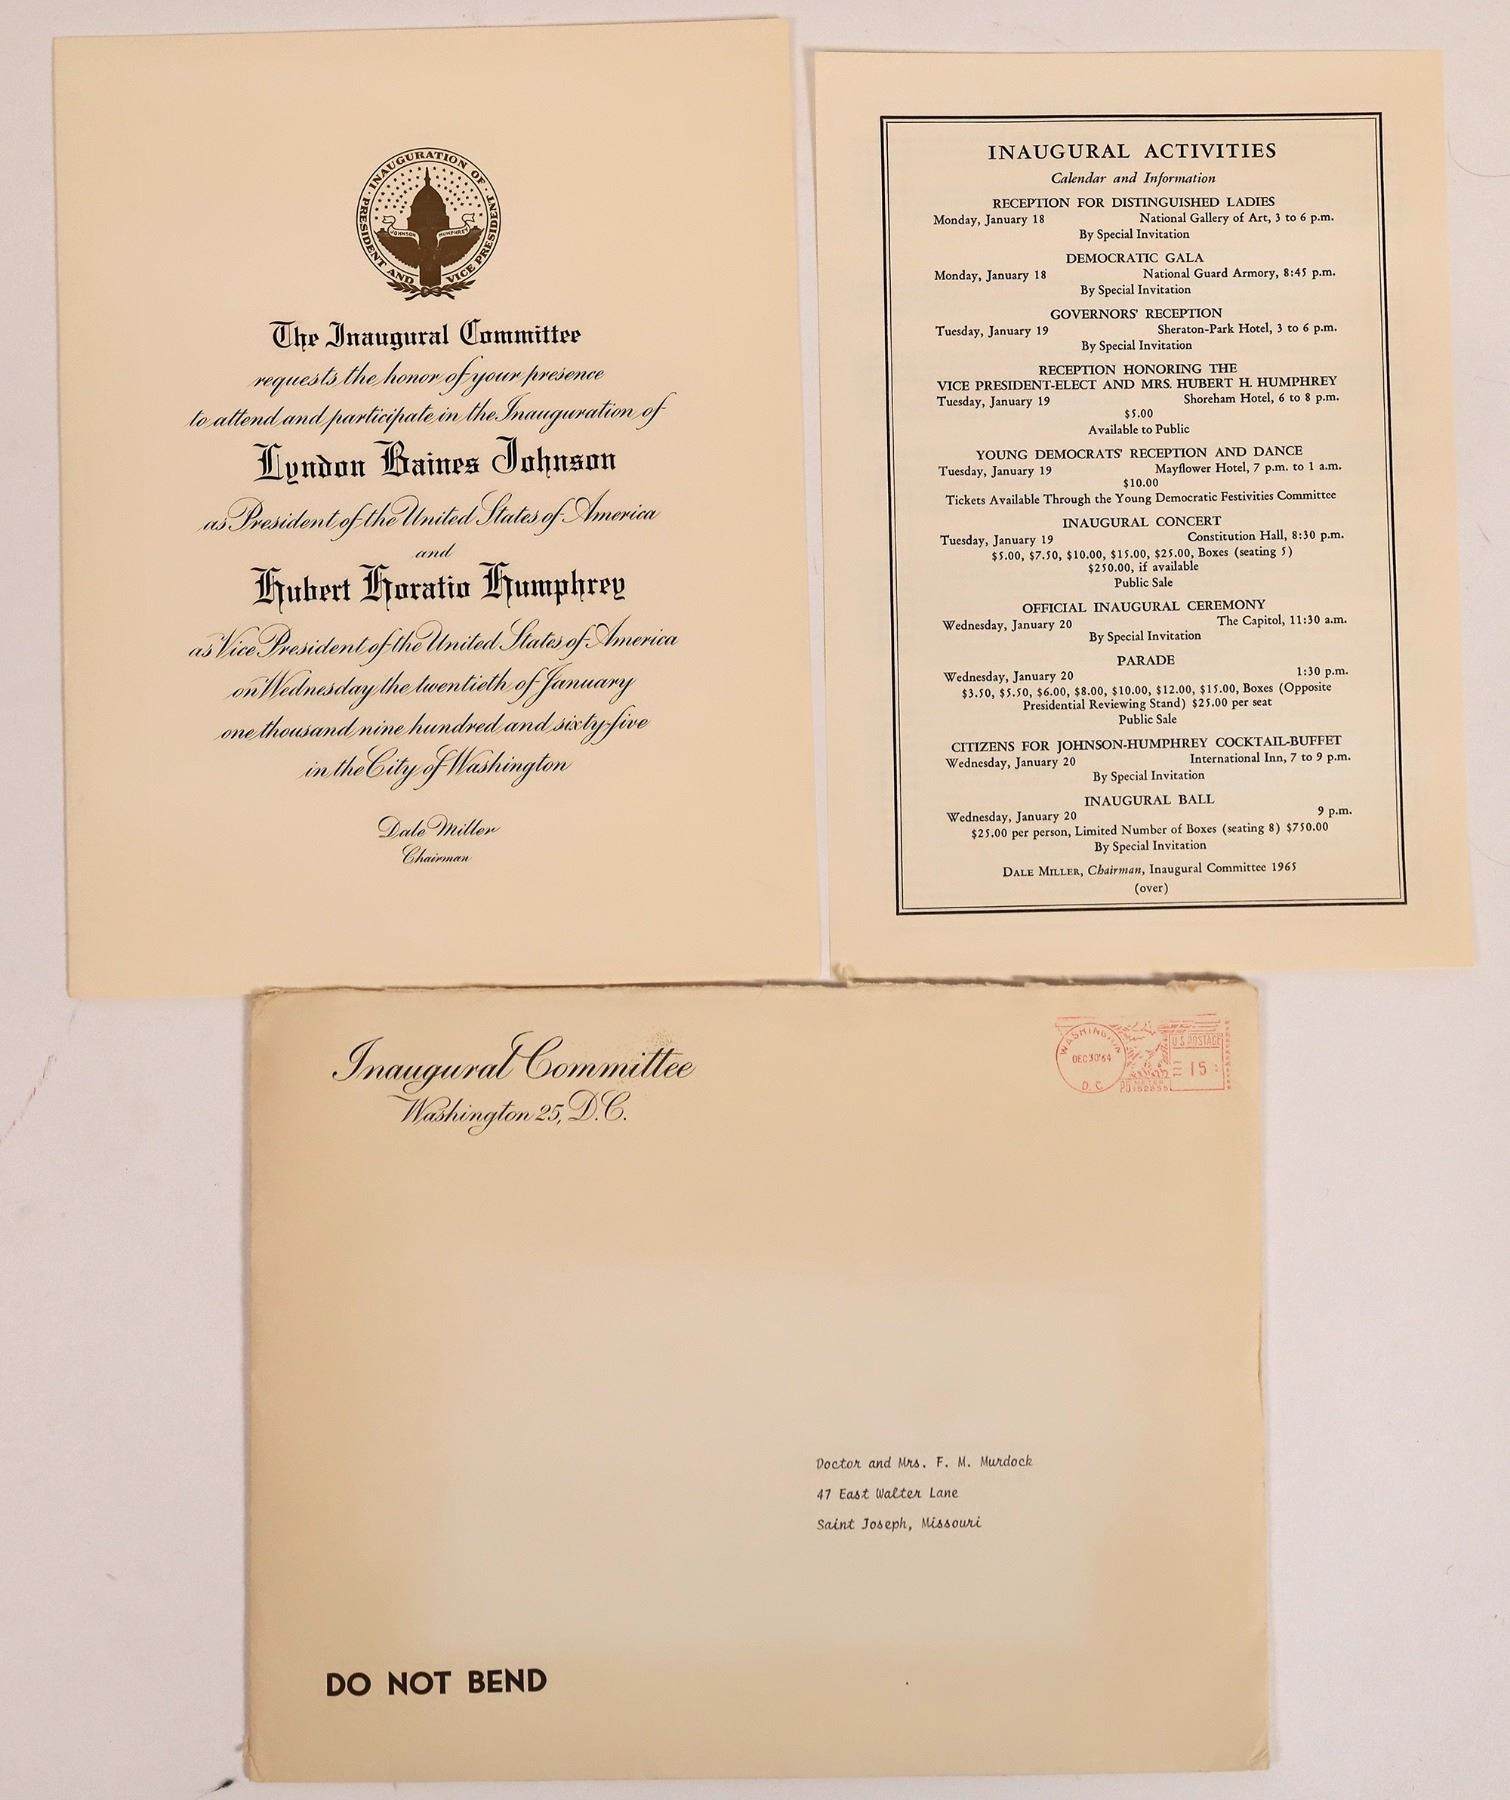 INAUGURATION OF
PRESIDENT AND VICE PRESIDENT
JOHNSON HUMPHREY
The Inaugural Committee
requests the honor of your presence
to attend and participate in the Inauguration of
Lyndon Baines Johnson
as President of the United States of America
and
Hubert Horatio Humphrey
as Vice President of the United States of America
on Wednesday the twentieth of January
one thousand nine hundred and sixty-five
in the City of Washington
Dale Miller
Chairman
INAUGURAL ACTIVITIES
Calendar and Information
RECEPTION FOR DISTINGUISHED LADIES
Monday, January 18 National Gallery of Art, 3 to 6 p.m.
By Special Invitation
DEMOCRATIC GALA
Monday, January 18 National Guard Armory, 8:45 p.m.
By Special Invitation
GOVERNORS' RECEPTION
Tuesday, January 19 Sheraton-Park Hotel, 3 to 6 p.m.
By Special Invitation
RECEPTION HONORING THE
VICE PRESIDENT-ELECT AND MRS. HUBERT H. HUMPHREY
Tuesday, January 19 Shoreham Hotel, 6 to 8 p.m.
$5.00
Available to Public
YOUNG DEMOCRATS' RECEPTION AND DANCE
Tuesday, January 19 Mayflower Hotel, 7 p.m. to 1 a.m.
$10.00
Tickets Available Through the Young Democratic Festivities Committee
INAUGURAL CONCERT
Tuesday, January 19 Constitution Hall, 8:30 p.m.
$5.00, $7.50, $10.00, $15.00, $25.00, Boxes (seating 5)
$250.00, if available
Public Sale
OFFICIAL INAUGURAL CEREMONY
Wednesday, January 20 The Capitol, 11:30 a.m.
By Special Invitation
PARADE
Wednesday, January 20 1:30 p.m.
$3.50, $5.50, $6.00, $8.00, $10.00, $12.00, $15.00, Boxes (Opposite
Presidential Reviewing Stand) $25.00 per seat
Public Sale
CITIZENS FOR JOHNSON-HUMPHREY COCKTAIL-BUFFET
Wednesday, January 20 International Inn, 7 to 9 p.m.
By Special Invitation
INAUGURAL BALL
Wednesday, January 20 9 p.m.
$25.00 per person, Limited Number of Boxes (seating 8) $750.00
By Special Invitation
DALE MILLER, Chairman, Inaugural Committee 1965
(over)
Inaugural Committee
Washington 25, D.C.
WASHINGTON
DEC 30 '64
D.C.
U.S. POSTAGE
15
Doctor and Mrs. F. M. Murdock
47 East Walter Lane
Saint Joseph, Missouri
DO NOT BEND